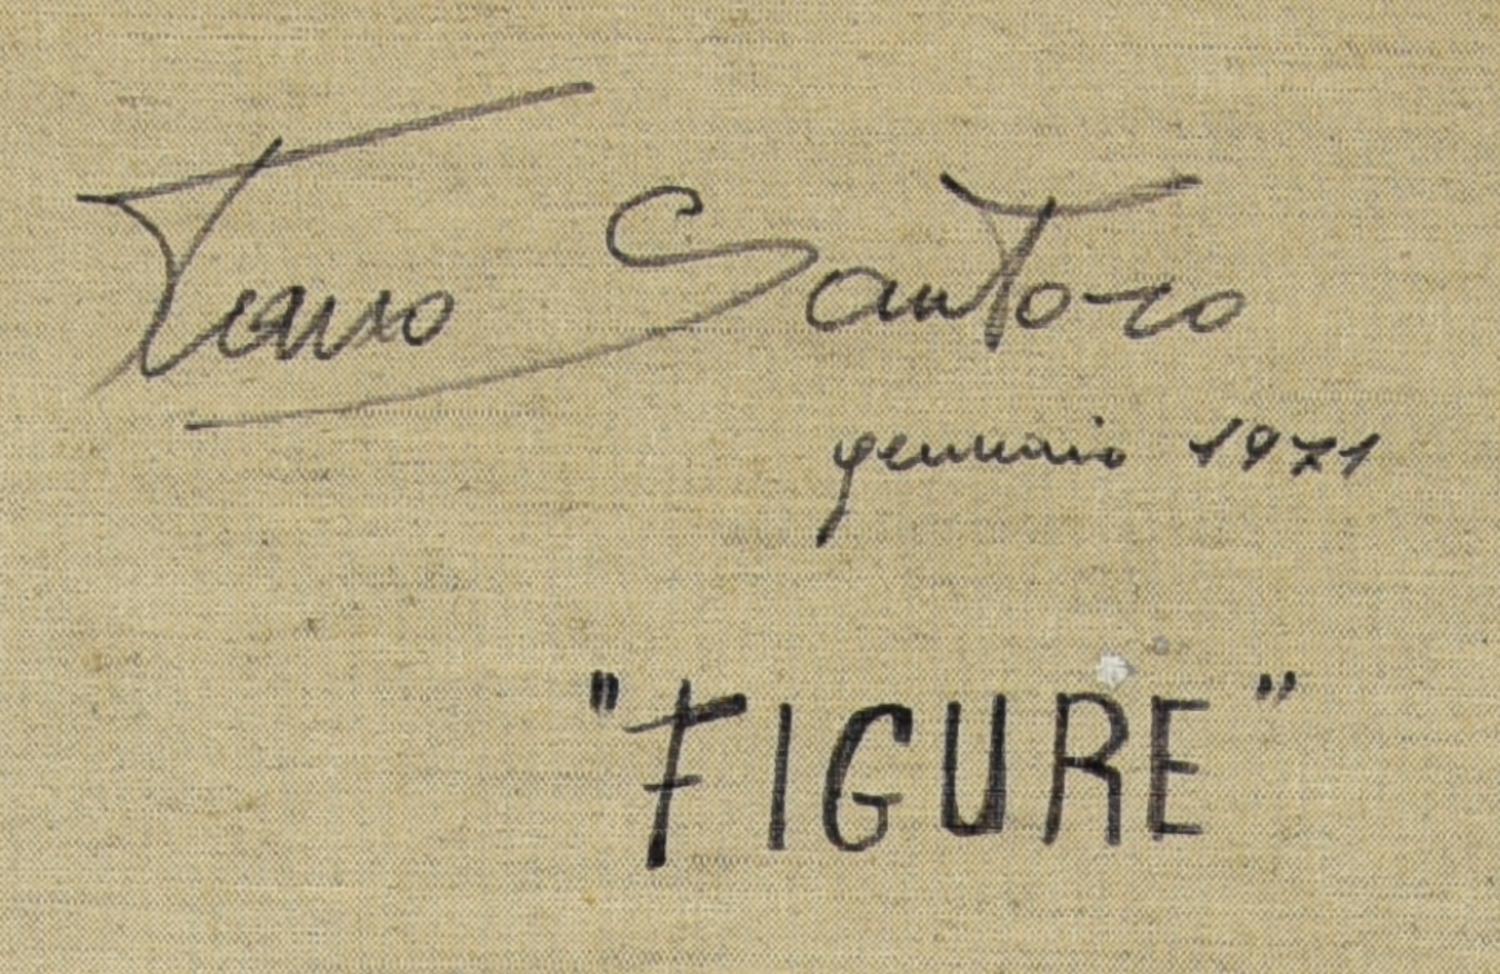 Santoro
gennaio 1971
"FIGURE"